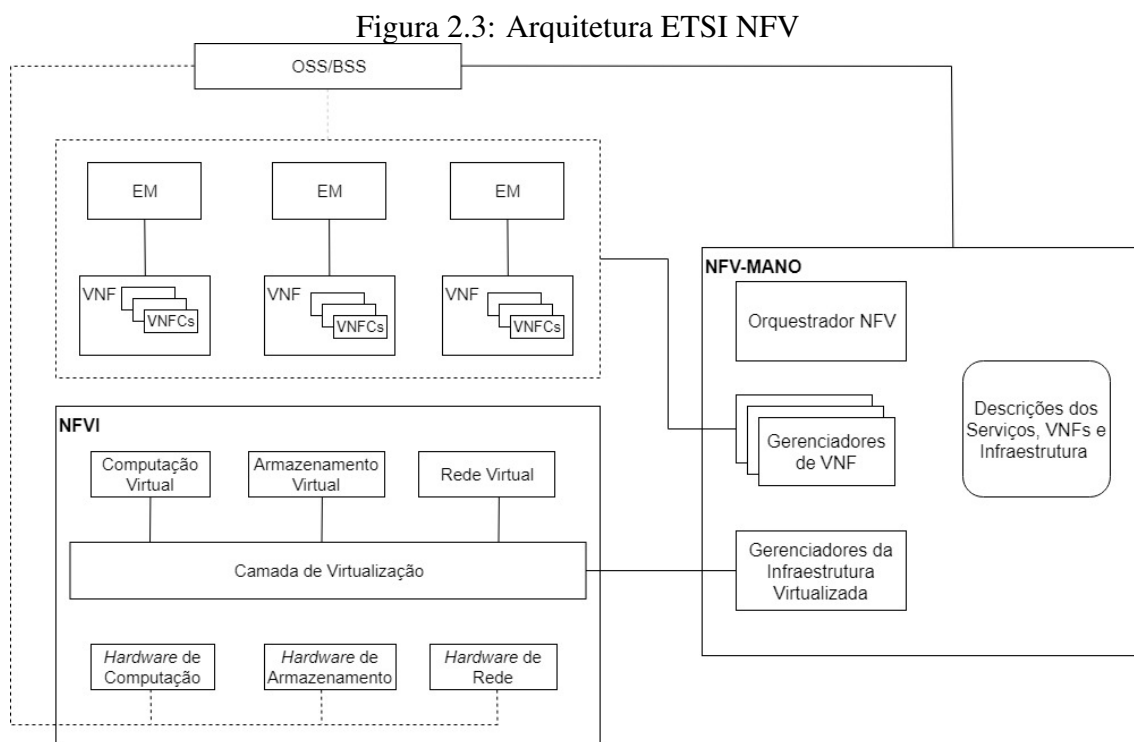 Figura 2.3: Arquitetura ETSI NFV
OSS/BSS
EM
EM
EM
VNF
VNFCs
VNF
VNFCs
VNF
VNFCs
NFV-MANO
Orquestrador NFV
Gerenciadores
de VNF
Descrições dos
Serviços, VNFs e
Infraestrutura
Gerenciadores da
Infraestrutura
Virtualizada
NFVI
Computação
Virtual
Armazenamento
Virtual
Rede Virtual
Camada de Virtualização
Hardware de
Computação
Hardware de
Armazenamento
Hardware de
Rede